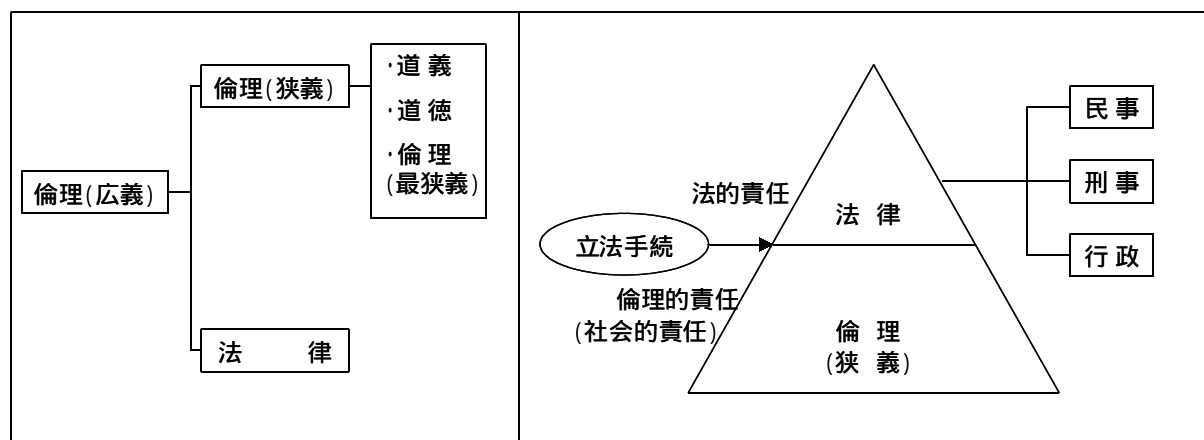 倫理(広義)
倫理(狭義)
・道義
・道徳
・倫理
(最狭義)
法　律
立法手続
法的責任
倫理的責任
(社会的責任)
法 律
倫 理
(狭 義)
民事
刑事
行政